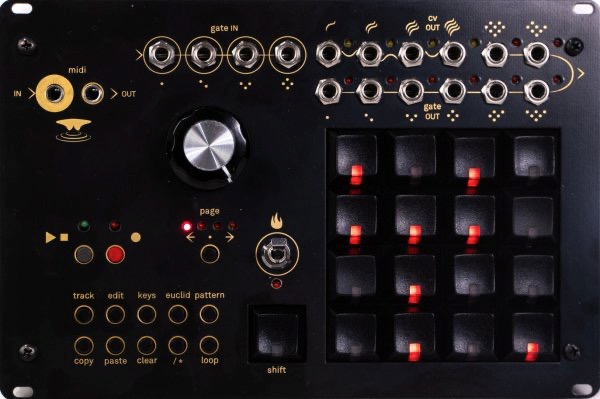 gate IN
cv
OUT
midi
IN
OUT
gate
OUT
page
track edit keys euclid pattern
copy paste clear /* loop
shift